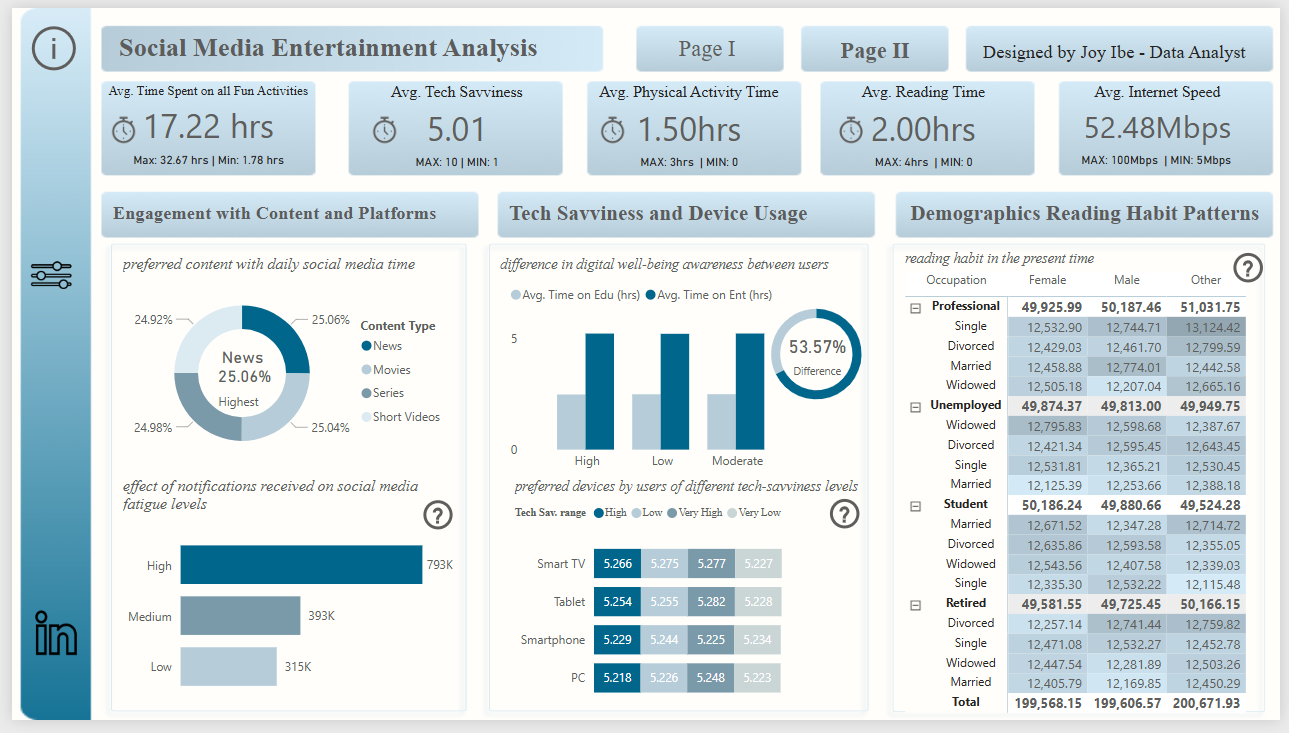 Social Media Entertainment Analysis
Page I
Page II
Designed by Joy Ibe - Data Analyst
Avg. Time Spent on all Fun Activities
17.22 hrs
Max: 32.67 hrs | Min: 1.78 hrs
Avg. Tech Savviness
5.01
MAX: 10 | MIN: 1
Avg. Physical Activity Time
1.50hrs
MAX: 3hrs | MIN: 0
Avg. Reading Time
2.00hrs
MAX: 4hrs | MIN: 0
Avg. Internet Speed
52.48Mbps
MAX: 100Mbps | MIN: 5Mbps
Engagement with Content and Platforms
preferred content with daily social media time
24.92%
25.06%
24.98%
25.04%
News
25.06%
Highest
Content Type
News
Movies
Series
Short Videos
effect of notifications received on social media
fatigue levels
?
High 793K
Medium 393K
Low 315K
Tech Savviness and Device Usage
difference in digital well-being awareness between users
Avg. Time on Edu (hrs) Avg. Time on Ent (hrs)
5
0
High Low Moderate
53.57%
Difference
preferred devices by users of different tech-savviness levels
Tech Sav. range High Low Very High Very Low
?
Smart TV 5.266 5.275 5.277 5.227
Tablet 5.254 5.255 5.282 5.228
Smartphone 5.229 5.244 5.225 5.234
PC 5.218 5.226 5.248 5.223
Demographics Reading Habit Patterns
reading habit in the present time
?
Occupation Female Male Other
Professional 49,925.99 50,187.46 51,031.75
Single 12,532.90 12,744.71 13,124.42
Divorced 12,429.03 12,461.70 12,799.59
Married 12,458.88 12,774.01 12,442.58
Widowed 12,505.18 12,207.04 12,665.16
Unemployed 49,874.37 49,813.00 49,949.75
Widowed 12,795.83 12,598.68 12,387.67
Divorced 12,421.34 12,595.45 12,643.45
Single 12,531.81 12,365.21 12,530.45
Married 12,125.39 12,253.66 12,388.18
Student 50,186.24 49,880.66 49,524.28
Married 12,671.52 12,347.28 12,714.72
Divorced 12,635.86 12,593.58 12,355.05
Widowed 12,543.56 12,407.58 12,339.03
Single 12,335.30 12,532.22 12,115.48
Retired 49,581.55 49,725.45 50,166.15
Divorced 12,257.14 12,741.44 12,759.82
Single 12,471.08 12,532.27 12,452.78
Widowed 12,447.54 12,281.89 12,503.26
Married 12,405.79 12,169.85 12,450.29
Total 199,568.15 199,606.57 200,671.93
i
in